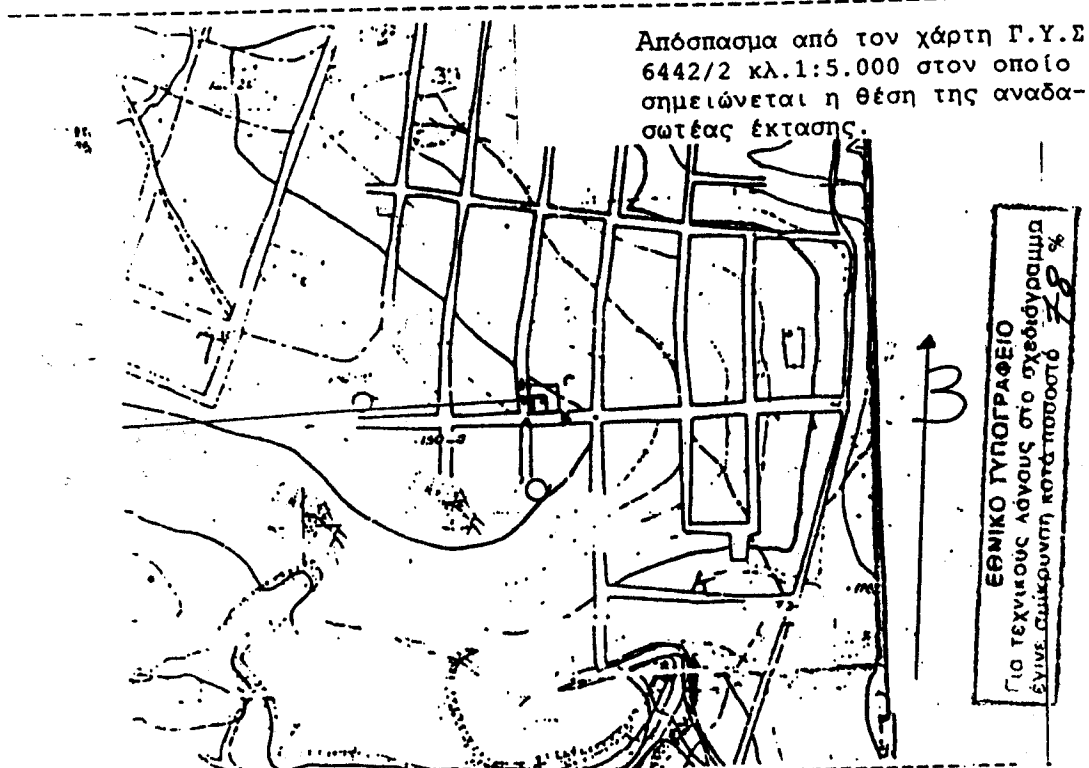 Απόσπασμα από τον χάρτη Γ.Υ.Σ
6442/2 κλ.1:5.000 στον οποίο
σημειώνεται η θέση της αναδα-
σωτέας έκτασης.
Β
ΕΘΝΙΚΟ ΤΥΠΟΓΡΑΦΕΙΟ
Για τεχνικούς λόγους στο σχεδιάγραμμα
έγινε σμίκρυνση κατά ποσοστό 78 %